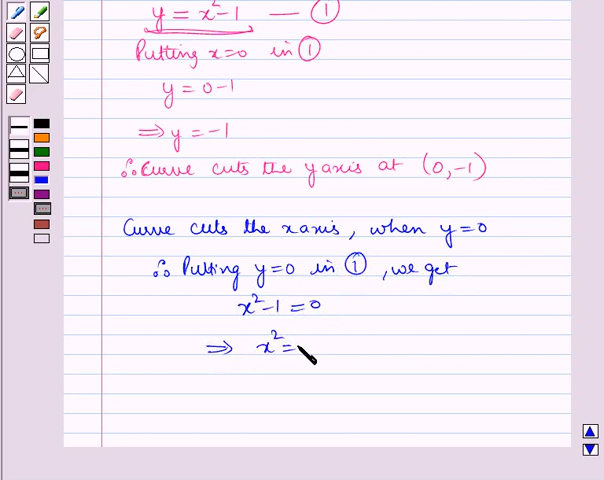 y = x² - 1 — ①
Putting x=0 in ①
y = 0-1
⇒ y = -1
∴ Curve cuts the y axis at (0, -1)
Curve cuts the x axis, when y=0
∴ Putting y=0 in ①, we get
x² - 1 = 0
⇒ x² =